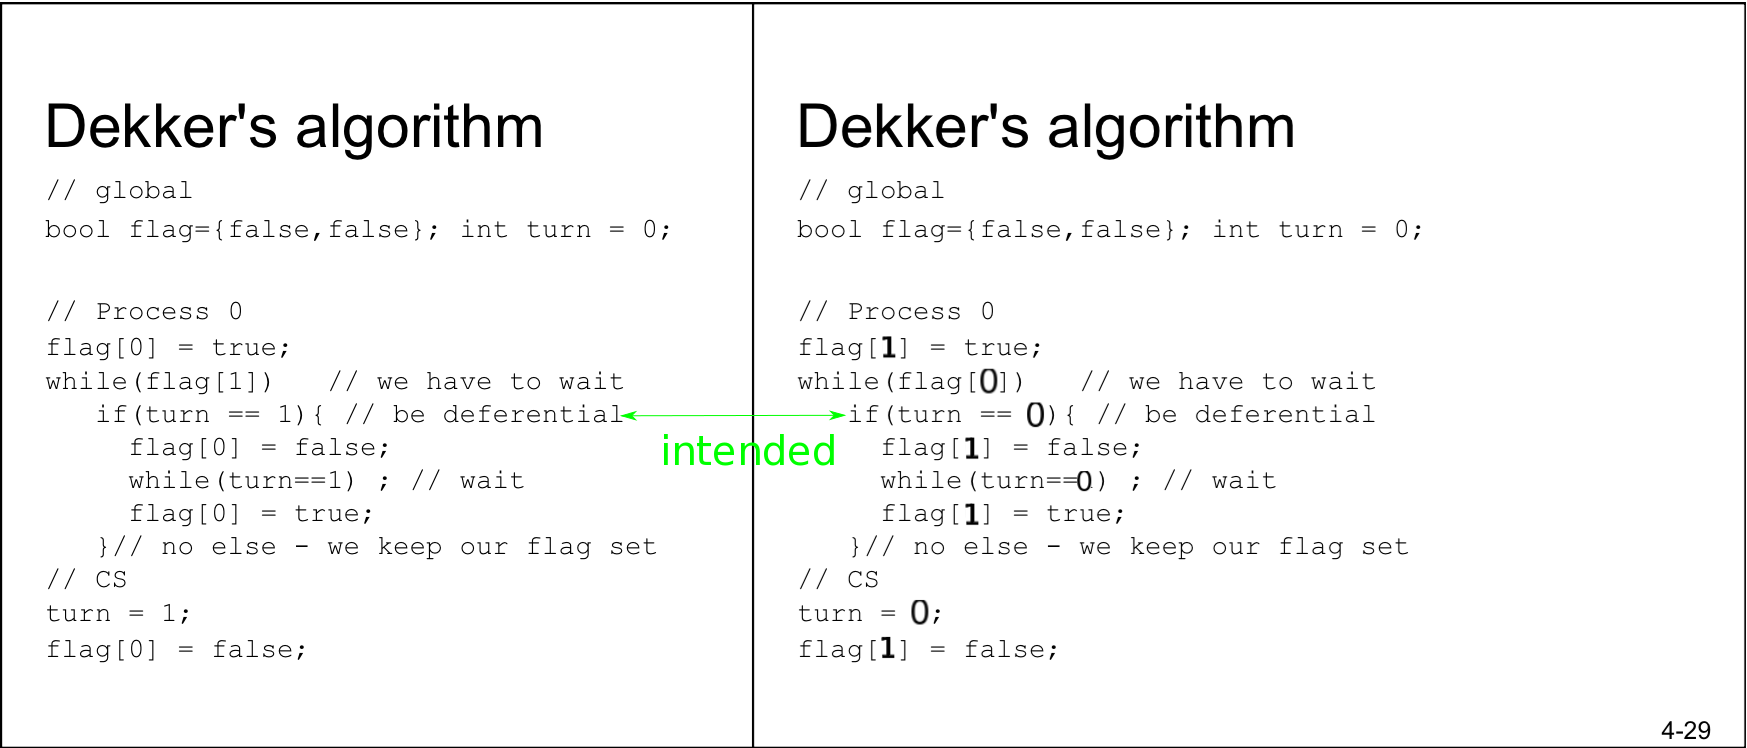 Dekker's algorithm
// global
bool flag={false,false}; int turn = 0;
// Process 0
flag[0] = true;
while(flag[1]) // we have to wait
if(turn == 1){ // be deferential
flag[0] = false;
while(turn==1) ; // wait
flag[0] = true;
}// no else - we keep our flag set
// CS
turn = 1;
flag[0] = false;
intended
Dekker's algorithm
// global
bool flag={false,false}; int turn = 0;
// Process 0
flag[1] = true;
while(flag[0]) // we have to wait
if(turn == 0){ // be deferential
flag[1] = false;
while(turn==0) ; // wait
flag[1] = true;
}// no else - we keep our flag set
// CS
turn = 0;
flag[1] = false;
4-29